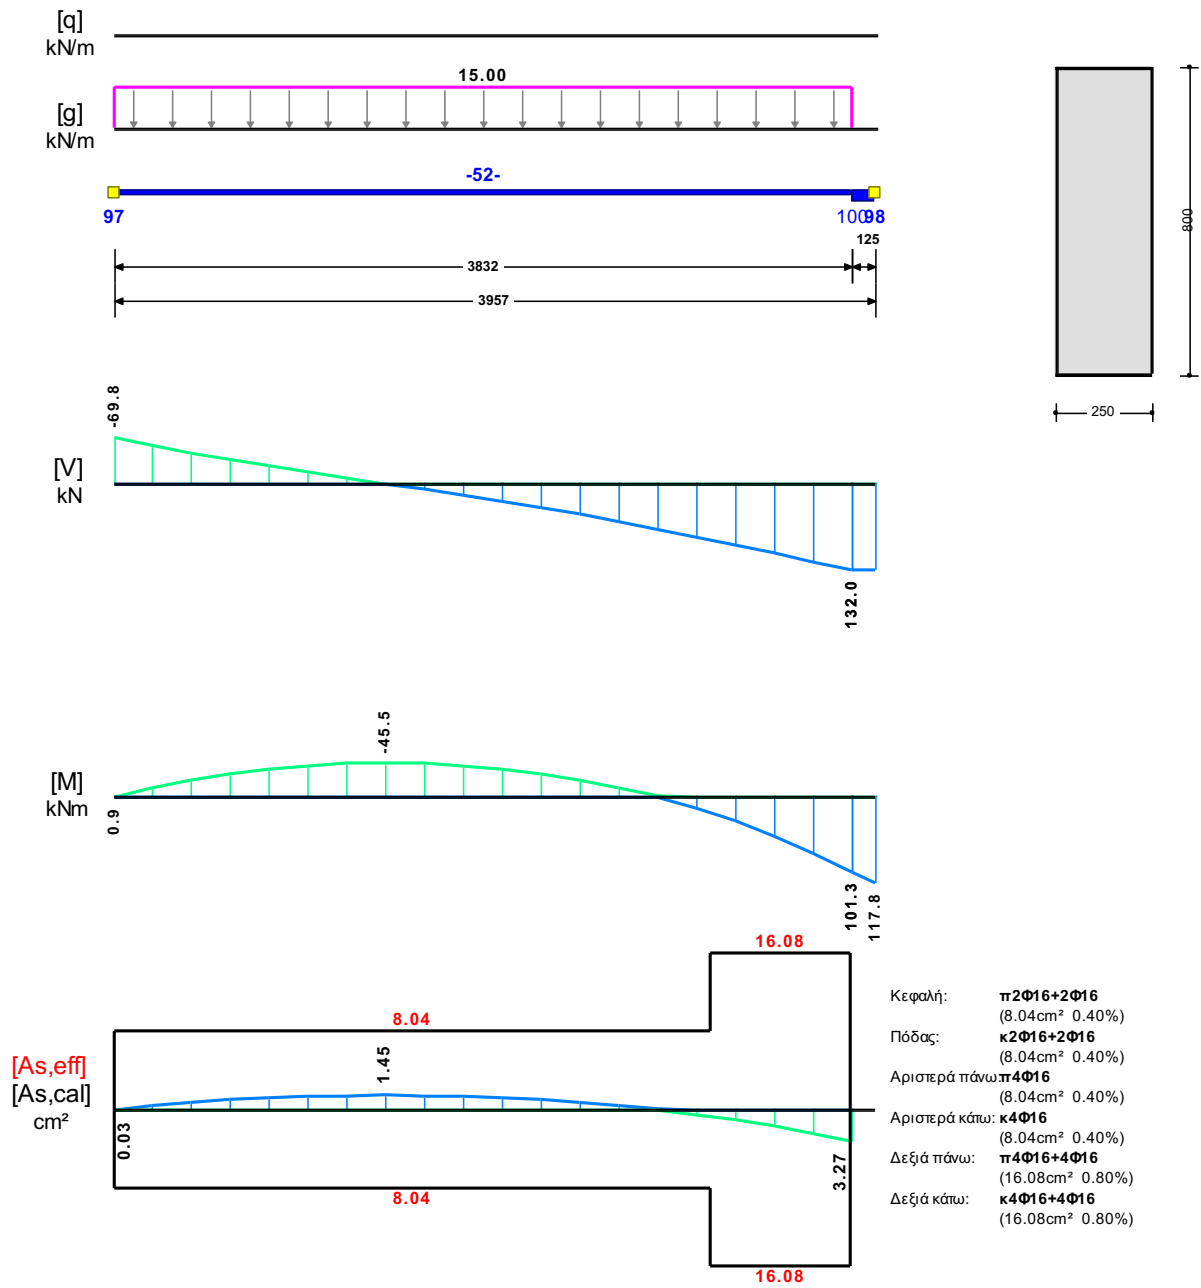 [q]
kN/m
15.00
[g]
kN/m
-52-
97
100
98
125
3832
3957
800
250
-69.8
[V]
kN
132.0
-45.5
[M]
kNm
0.9
101.3
117.8
16.08
8.04
1.45
[As,eff]
[As,cal]
cm²
0.03
3.27
8.04
16.08
Κεφαλή: π2Φ16+2Φ16
(8.04cm² 0.40%)
Πόδας: κ2Φ16+2Φ16
(8.04cm² 0.40%)
Αριστερά πάνω: π4Φ16
(8.04cm² 0.40%)
Αριστερά κάτω: κ4Φ16
(8.04cm² 0.40%)
Δεξιά πάνω: π4Φ16+4Φ16
(16.08cm² 0.80%)
Δεξιά κάτω: κ4Φ16+4Φ16
(16.08cm² 0.80%)